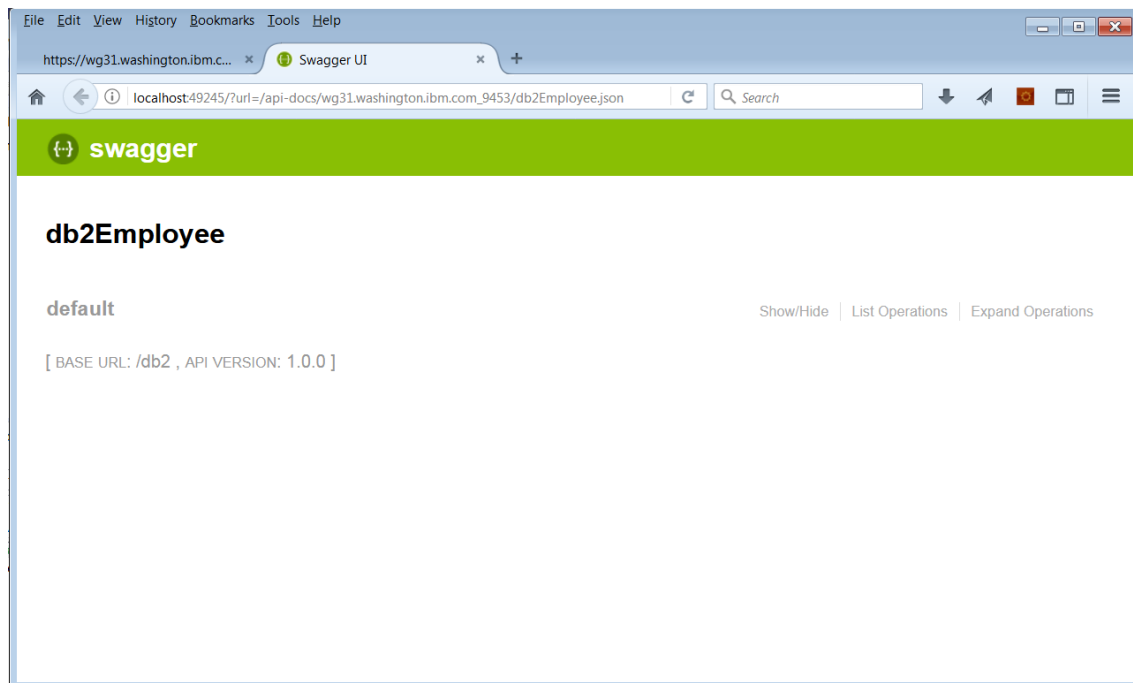 File Edit View History Bookmarks Tools Help
https://wg31.washington.ibm.c... × Swagger UI × +
localhost:49245/?url=/api-docs/wg31.washington.ibm.com_9453/db2Employee.json Search
{···} swagger
db2Employee
default Show/Hide List Operations Expand Operations
[ BASE URL: /db2 , API VERSION: 1.0.0 ]